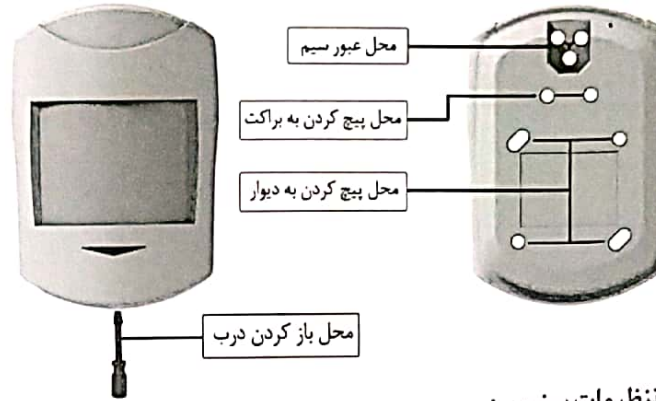 محل عبور سیم
محل پیچ کردن به براکت
محل پیچ کردن به دیوار
محل باز کردن درب